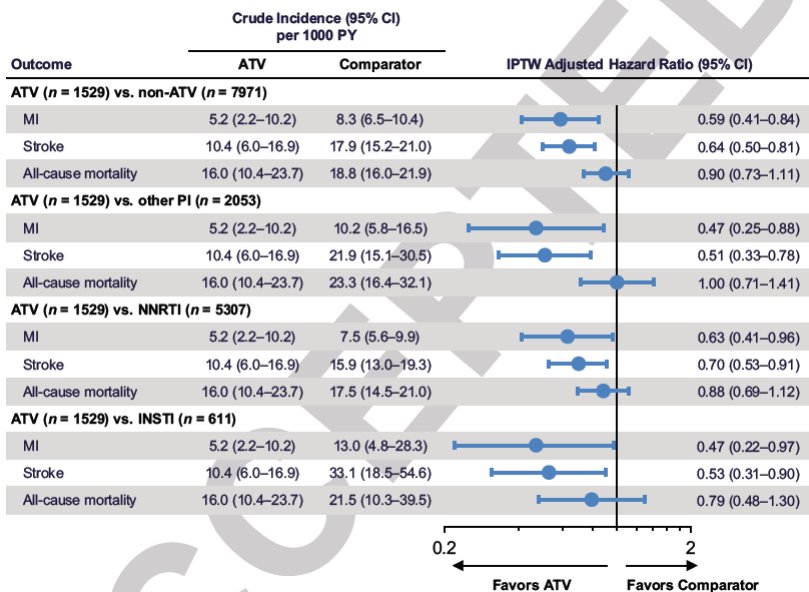 Crude Incidence (95% CI)
per 1000 PY
Outcome ATV Comparator IPTW Adjusted Hazard Ratio (95% CI)
ATV (n = 1529) vs. non-ATV (n = 7971)
MI 5.2 (2.2–10.2) 8.3 (6.5–10.4) 0.59 (0.41–0.84)
Stroke 10.4 (6.0–16.9) 17.9 (15.2–21.0) 0.64 (0.50–0.81)
All-cause mortality 16.0 (10.4–23.7) 18.8 (16.0–21.9) 0.90 (0.73–1.11)
ATV (n = 1529) vs. other PI (n = 2053)
MI 5.2 (2.2–10.2) 10.2 (5.8–16.5) 0.47 (0.25–0.88)
Stroke 10.4 (6.0–16.9) 21.9 (15.1–30.5) 0.51 (0.33–0.78)
All-cause mortality 16.0 (10.4–23.7) 23.3 (16.4–32.1) 1.00 (0.71–1.41)
ATV (n = 1529) vs. NNRTI (n = 5307)
MI 5.2 (2.2–10.2) 7.5 (5.6–9.9) 0.63 (0.41–0.96)
Stroke 10.4 (6.0–16.9) 15.9 (13.0–19.3) 0.70 (0.53–0.91)
All-cause mortality 16.0 (10.4–23.7) 17.5 (14.5–21.0) 0.88 (0.69–1.12)
ATV (n = 1529) vs. INSTI (n = 611)
MI 5.2 (2.2–10.2) 13.0 (4.8–28.3) 0.47 (0.22–0.97)
Stroke 10.4 (6.0–16.9) 33.1 (18.5–54.6) 0.53 (0.31–0.90)
All-cause mortality 16.0 (10.4–23.7) 21.5 (10.3–39.5) 0.79 (0.48–1.30)
0.2 2
Favors ATV Favors Comparator